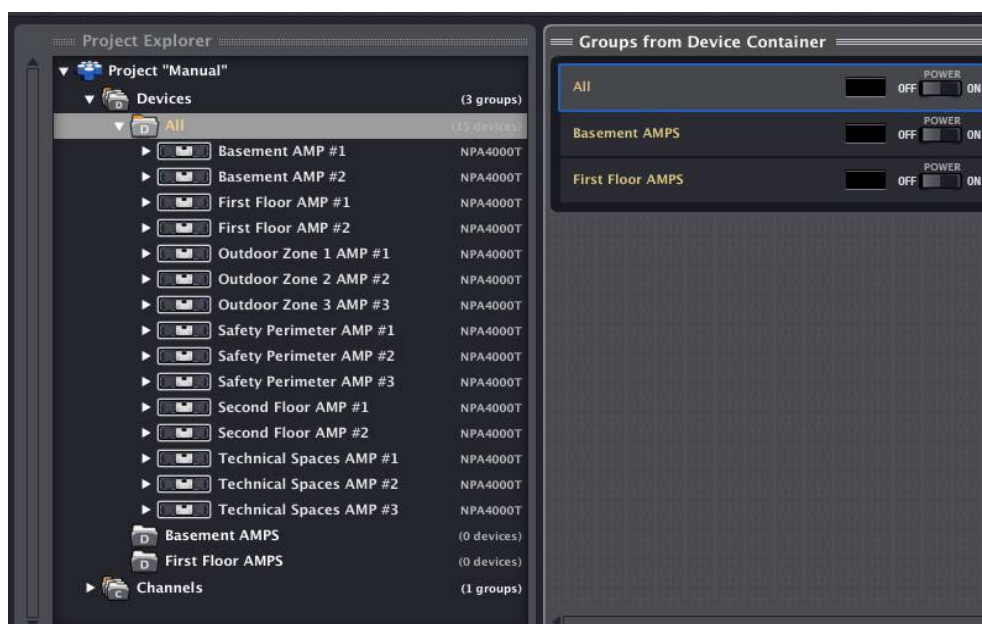 Project Explorer
Project "Manual"
Devices (3 groups)
All (15 devices)
Basement AMP #1 NPA4000T
Basement AMP #2 NPA4000T
First Floor AMP #1 NPA4000T
First Floor AMP #2 NPA4000T
Outdoor Zone 1 AMP #1 NPA4000T
Outdoor Zone 2 AMP #2 NPA4000T
Outdoor Zone 3 AMP #3 NPA4000T
Safety Perimeter AMP #1 NPA4000T
Safety Perimeter AMP #2 NPA4000T
Safety Perimeter AMP #3 NPA4000T
Second Floor AMP #1 NPA4000T
Second Floor AMP #2 NPA4000T
Technical Spaces AMP #1 NPA4000T
Technical Spaces AMP #2 NPA4000T
Technical Spaces AMP #3 NPA4000T
Basement AMPS (0 devices)
First Floor AMPS (0 devices)
Channels (1 groups)
Groups from Device Container
POWER
All OFF ON
POWER
Basement AMPS OFF ON
POWER
First Floor AMPS OFF ON